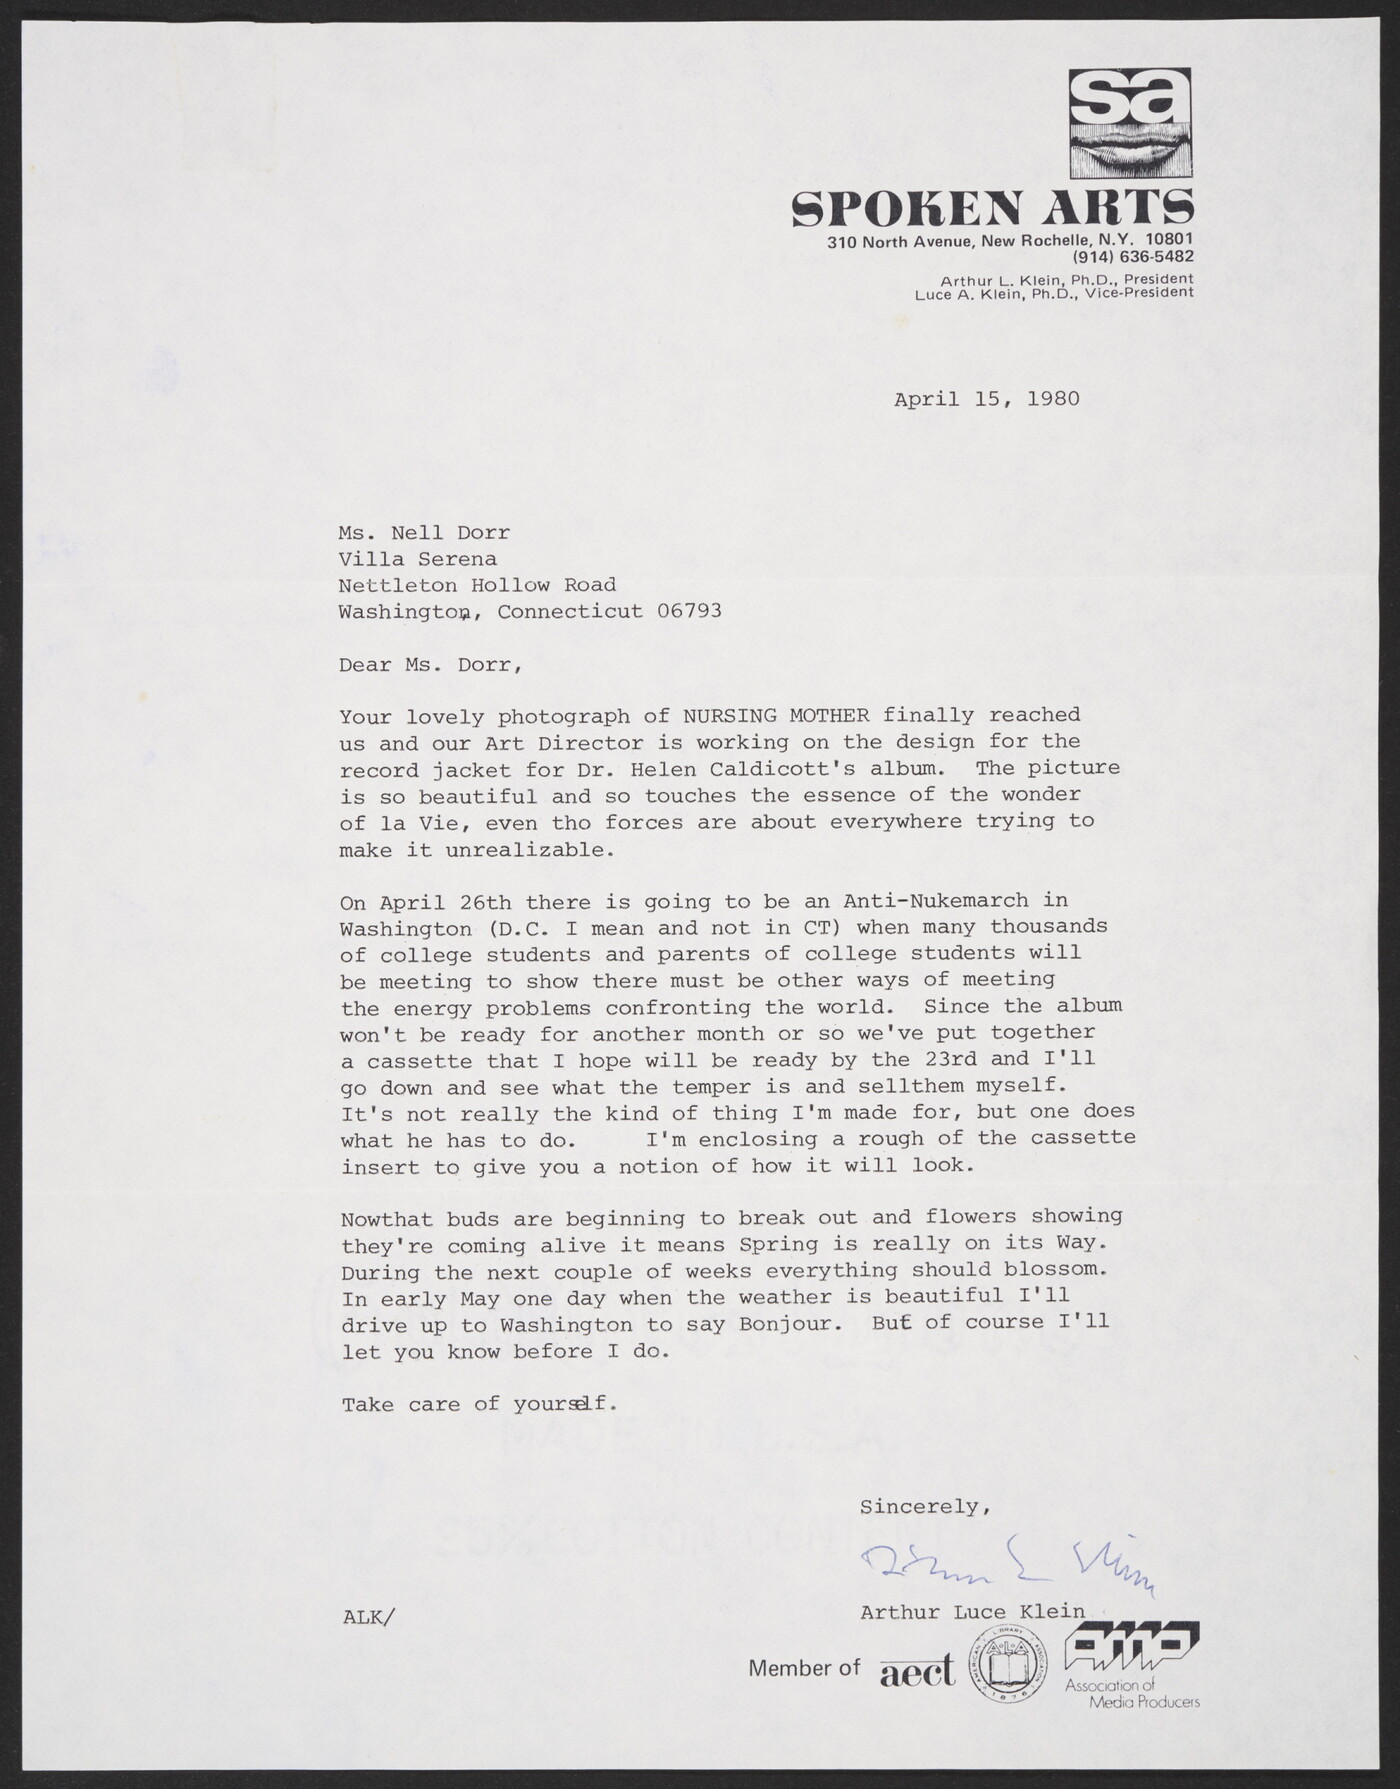 sa
SPOKEN ARTS
310 North Avenue, New Rochelle, N.Y. 10801
(914) 636-5482
Arthur L. Klein, Ph.D., President
Luce A. Klein, Ph.D., Vice-President
April 15, 1980
Ms. Nell Dorr
Villa Serena
Nettleton Hollow Road
Washington, Connecticut 06793
Dear Ms. Dorr,
Your lovely photograph of NURSING MOTHER finally reached
us and our Art Director is working on the design for the
record jacket for Dr. Helen Caldicott's album. The picture
is so beautiful and so touches the essence of the wonder
of la Vie, even tho forces are about everywhere trying to
make it unrealizable.
On April 26th there is going to be an Anti-Nukemarch in
Washington (D.C. I mean and not in CT) when many thousands
of college students and parents of college students will
be meeting to show there must be other ways of meeting
the energy problems confronting the world. Since the album
won't be ready for another month or so we've put together
a cassette that I hope will be ready by the 23rd and I'll
go down and see what the temper is and sellthem myself.
It's not really the kind of thing I'm made for, but one does
what he has to do. I'm enclosing a rough of the cassette
insert to give you a notion of how it will look.
Nowthat buds are beginning to break out and flowers showing
they're coming alive it means Spring is really on its Way.
During the next couple of weeks everything should blossom.
In early May one day when the weather is beautiful I'll
drive up to Washington to say Bonjour. But of course I'll
let you know before I do.
Take care of yourself.
Sincerely,
Arthur Luce Klein
ALK/
Member of aect
AMERICAN LIBRARY ASSOCIATION
ALA
1876
amp
Association of
Media Producers